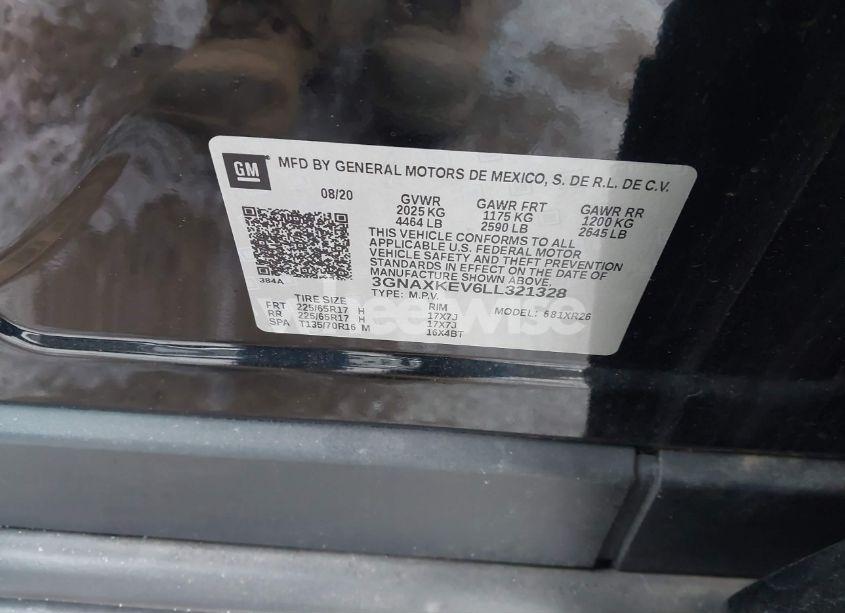 GM MFD BY GENERAL MOTORS DE MEXICO, S. DE R.L. DE C.V.
08/20 GVWR GAWR FRT GAWR RR
2025 KG 1175 KG 1200 KG
4464 LB 2590 LB 2645 LB
THIS VEHICLE CONFORMS TO ALL
APPLICABLE U.S. FEDERAL MOTOR
VEHICLE SAFETY AND THEFT PREVENTION
STANDARDS IN EFFECT ON THE DATE OF
MANUFACTURE SHOWN ABOVE.
384A
3GNAXKEV6LL321328
TYPE: M.P.V. MODEL: 681XR26
TIRE SIZE RIM
FRT 225/65R17 H 17X7J
RR 225/65R17 H 17X7J
SPA T135/70R16 M 16X4BT
wheelwise